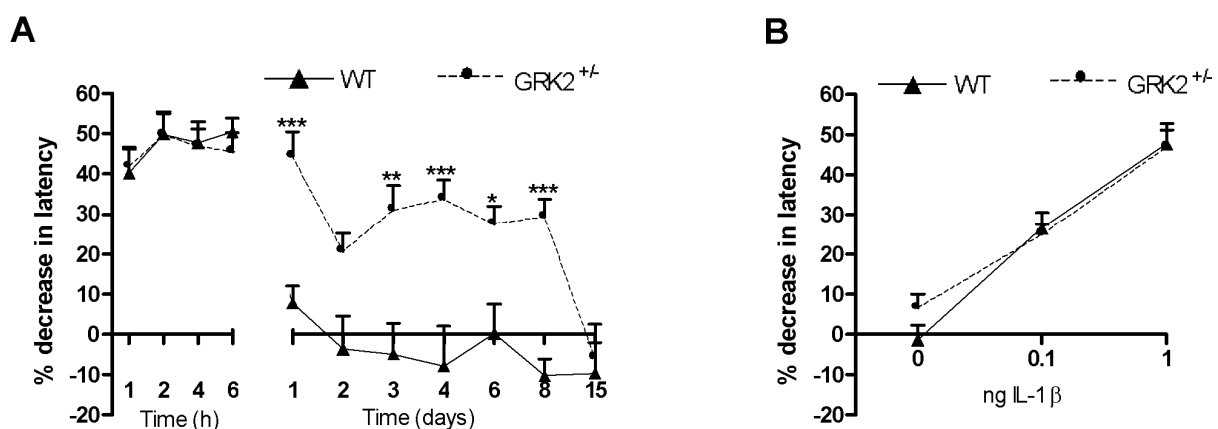 A
WT
GRK2+/-
% decrease in latency
60
50
40
30
20
10
0
-10
-20
***
**
***
*
***
1 2 4 6
Time (h)
1 2 3 4 6 8 15
Time (days)
B
WT
GRK2+/-
% decrease in latency
60
50
40
30
20
10
0
-10
-20
0 0.1 1
ng IL-1β